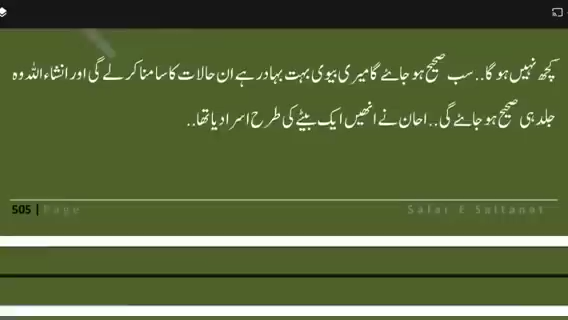 کچھ نہیں ہو گا.. سب صحیح ہو جائے گا میری بیوی بہت بہادر ہے ان حالات کا سامنا کر لے گی اور انشاء اللہ وہ
جلد ہی صحیح ہو جائے گی.. احان نے انھیں ایک بیٹے کی طرح اسرا دیا تھا..
505 | Page
Salar E Saltanat